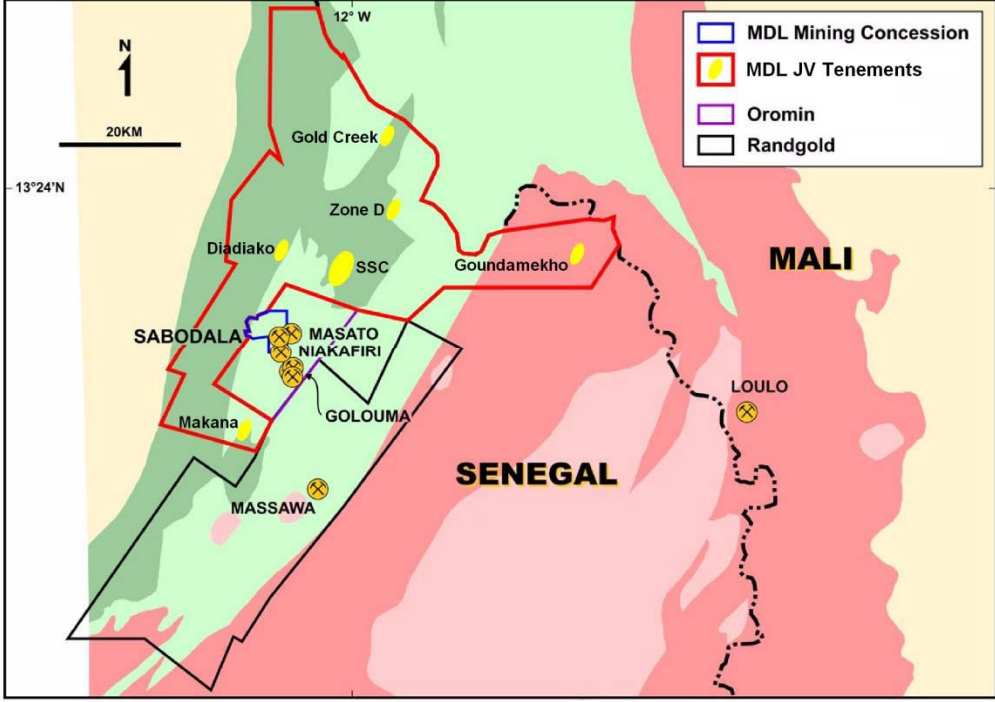 12° W
MDL Mining Concession
MDL JV Tenements
Oromin
Randgold
N
20KM
Gold Creek
13°24'N
Zone D
Diadiako
SSC
Goundamekho
MALI
SABODALA
MASATO
NIAKAFIRI
LOULO
GOLOUMA
Makana
SENEGAL
MASSAWA